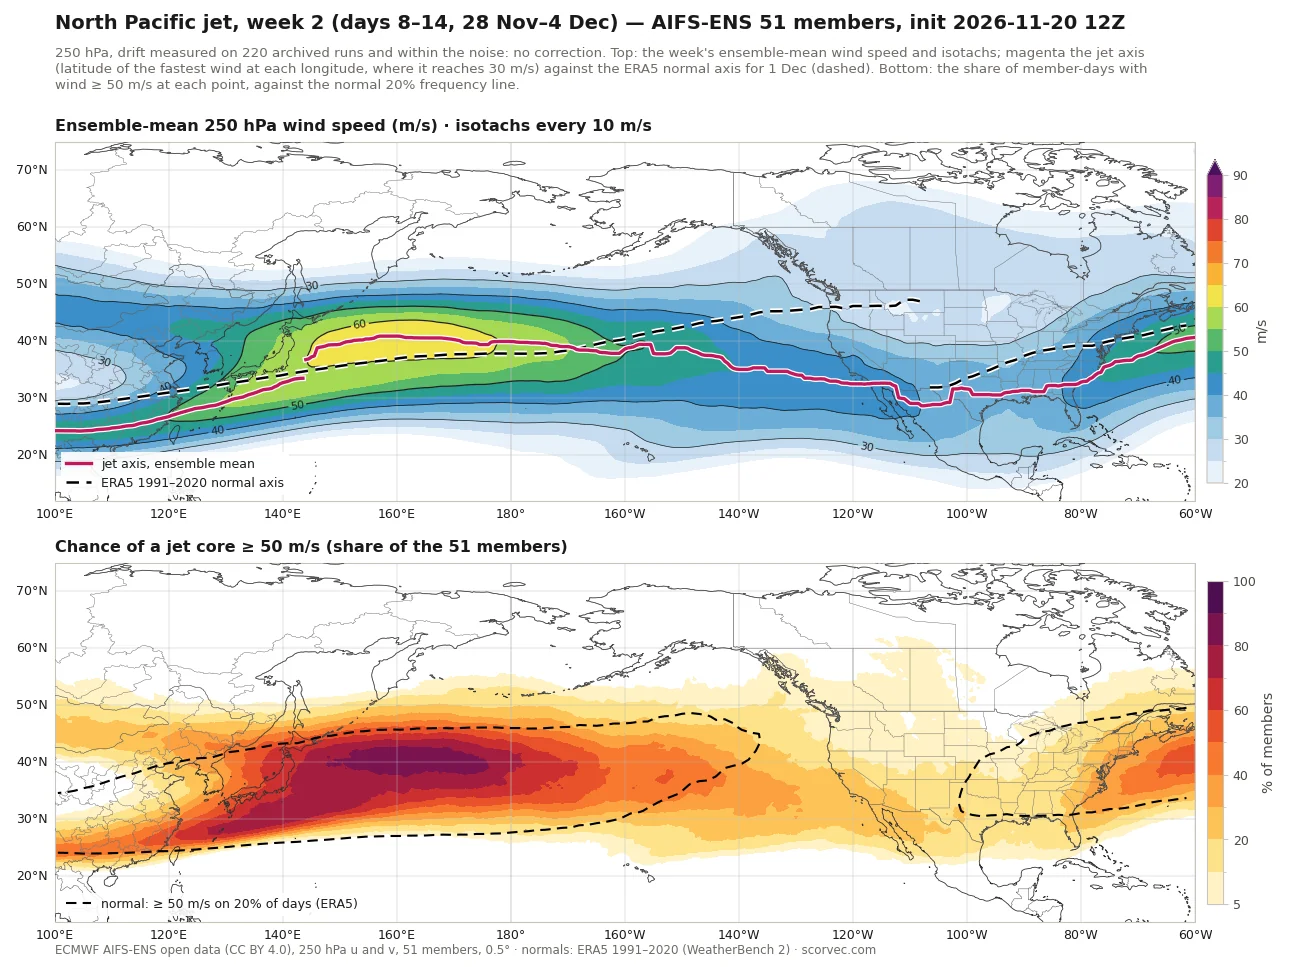 North Pacific jet, week 2 (days 8–14, 28 Nov–4 Dec) — AIFS-ENS 51 members, init 2026-11-20 12Z
250 hPa, drift measured on 220 archived runs and within the noise: no correction. Top: the week's ensemble-mean wind speed and isotachs; magenta the jet axis
(latitude of the fastest wind at each longitude, where it reaches 30 m/s) against the ERA5 normal axis for 1 Dec (dashed). Bottom: the share of member-days with
wind ≥ 50 m/s at each point, against the normal 20% frequency line.
Ensemble-mean 250 hPa wind speed (m/s) · isotachs every 10 m/s
70°N
60°N
50°N
40°N
30°N
20°N
30
60
30
40
50
40
30
50
40
jet axis, ensemble mean
ERA5 1991–2020 normal axis
100°E 120°E 140°E 160°E 180° 160°W 140°W 120°W 100°W 80°W 60°W
90
80
70
60
50
40
30
20
m/s
Chance of a jet core ≥ 50 m/s (share of the 51 members)
70°N
60°N
50°N
40°N
30°N
20°N
normal: ≥ 50 m/s on 20% of days (ERA5)
100°E 120°E 140°E 160°E 180° 160°W 140°W 120°W 100°W 80°W 60°W
100
80
60
40
20
5
% of members
ECMWF AIFS-ENS open data (CC BY 4.0), 250 hPa u and v, 51 members, 0.5° · normals: ERA5 1991–2020 (WeatherBench 2) · scorvec.com